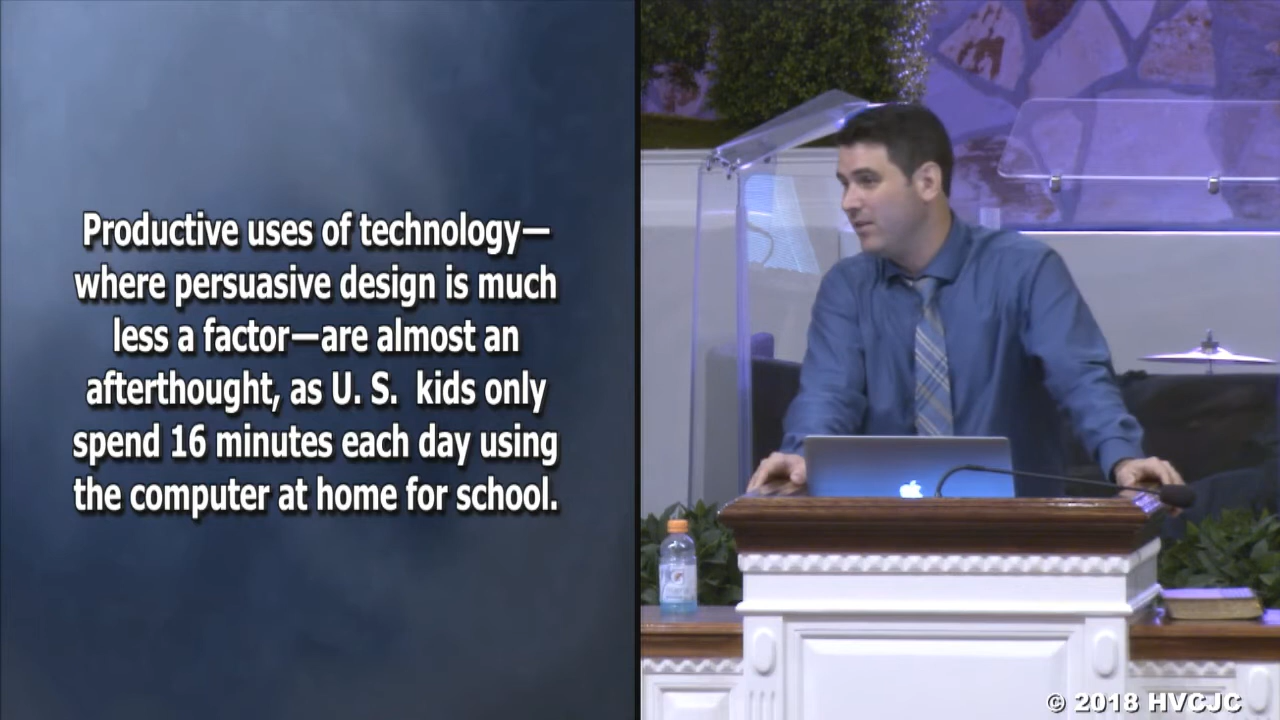 Productive uses of technology—
where persuasive design is much
less a factor—are almost an
afterthought, as U. S.  kids only
spend 16 minutes each day using
the computer at home for school.
© 2018 HVCJC